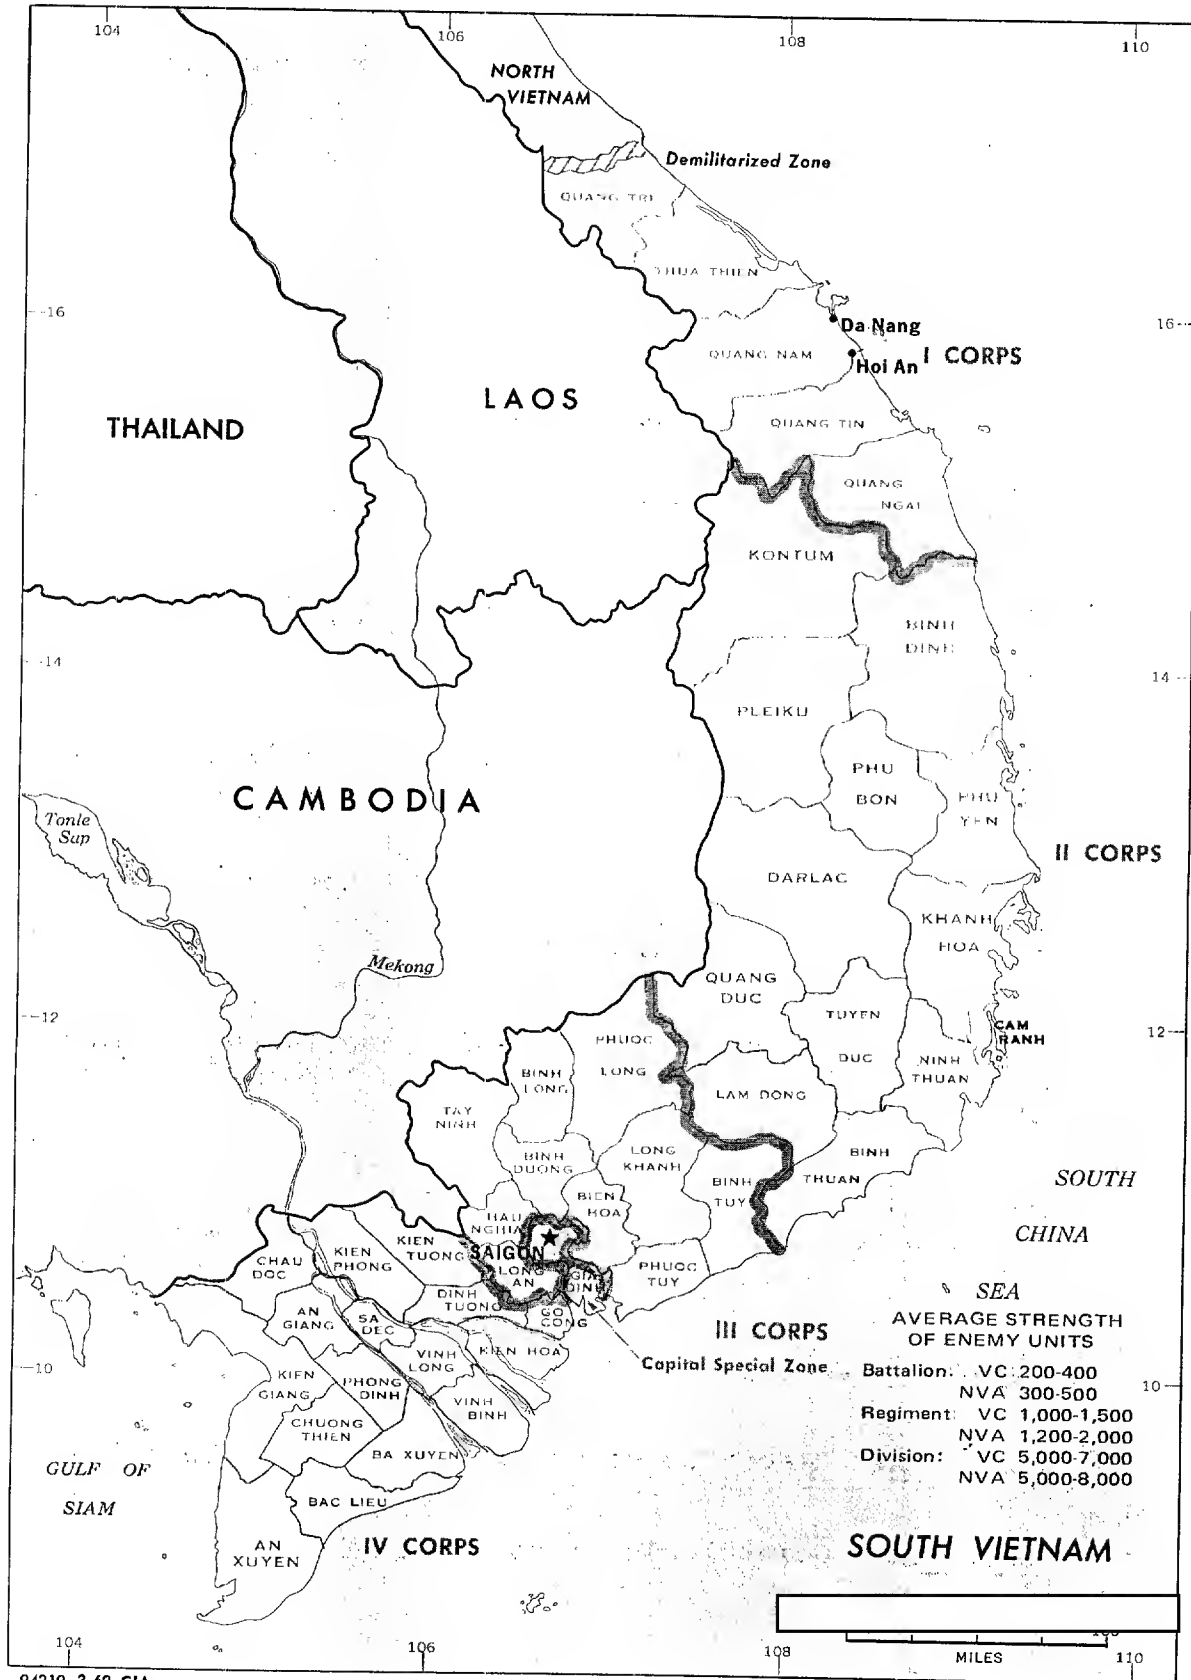 104
106
108
110
NORTH
VIETNAM
Demilitarized Zone
QUANG TRI
THUA THIEN
16
16
Da Nang
QUANG NAM
Hoi An
I CORPS
LAOS
THAILAND
QUANG TIN
QUANG
NGAI
KONTUM
BINH
DINH
14
14
PLEIKU
PHU
BON
PHU
YEN
CAMBODIA
Tonle
Sap
II CORPS
DARLAC
KHANH
HOA
Mekong
QUANG
DUC
12
TUYEN
DUC
CAM
RANH
12
PHUOC
LONG
BINH
LONG
NINH
THUAN
LAM DONG
TAY
NINH
BINH
DUONG
LONG
KHANH
BINH
THUAN
BINH
TUY
BIEN
HOA
SOUTH
CHINA
SEA
HAU
NGHIA
SAIGON
KIEN
TUONG
KIEN
PHONG
CHAU
DOC
LONG
AN
GIA
DINH
PHUOC
TUY
DINH
TUONG
GO
CONG
AN
GIANG
SA
DEC
III CORPS
AVERAGE STRENGTH
OF ENEMY UNITS
VINH
LONG
KIEN HOA
Capital Special Zone
10
Battalion: VC 200-400
NVA 300-500
Regiment: VC 1,000-1,500
NVA 1,200-2,000
Division: VC 5,000-7,000
NVA 5,000-8,000
10
KIEN
GIANG
PHONG
DINH
VINH
BINH
CHUONG
THIEN
BA XUYEN
GULF OF
SIAM
BAC LIEU
AN
XUYEN
IV CORPS
SOUTH VIETNAM
104
106
108
MILES
110